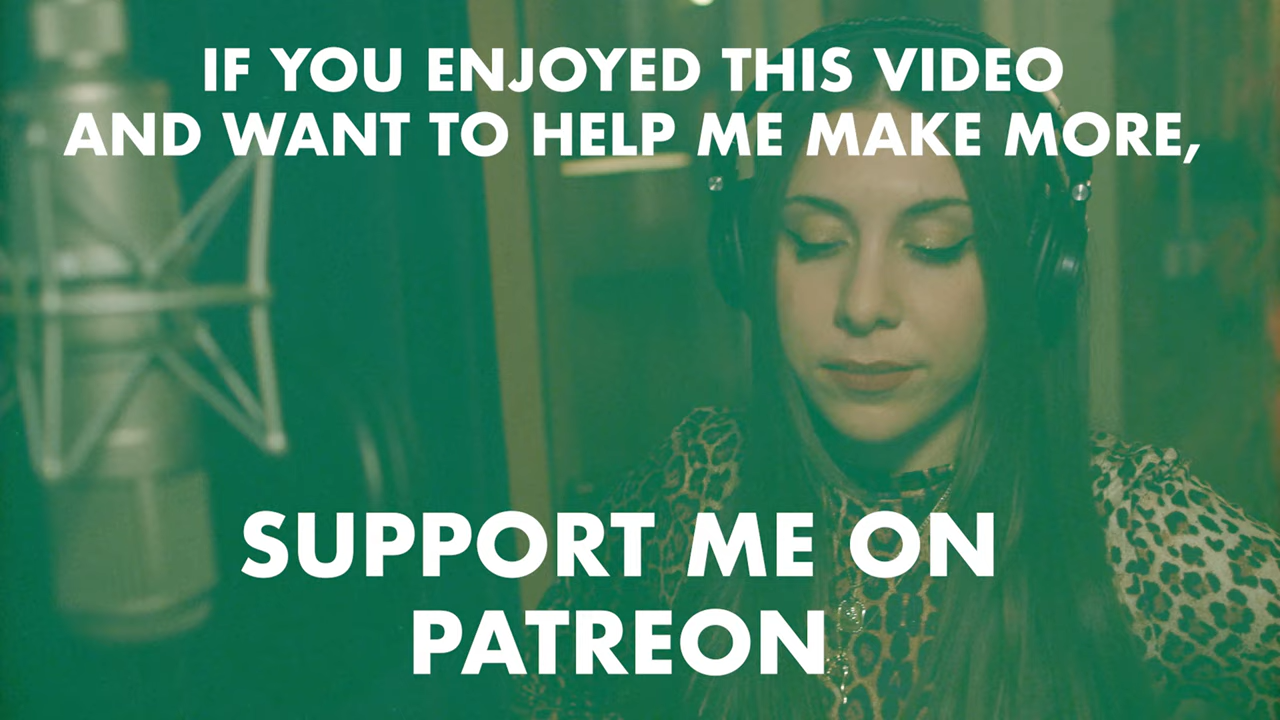 IF YOU ENJOYED THIS VIDEO
AND WANT TO HELP ME MAKE MORE,
SUPPORT ME ON
PATREON